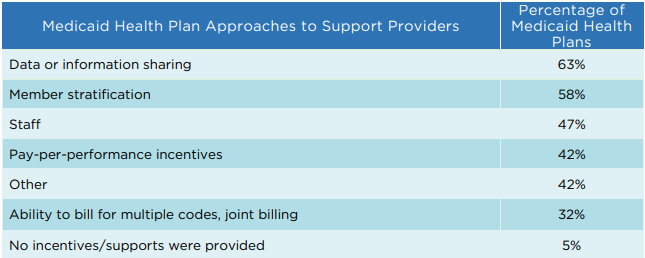 Medicaid Health Plan Approaches to Support Providers
Percentage of
Medicaid Health
Plans
Data or information sharing 63%
Member stratification 58%
Staff 47%
Pay-per-performance incentives 42%
Other 42%
Ability to bill for multiple codes, joint billing 32%
No incentives/supports were provided 5%